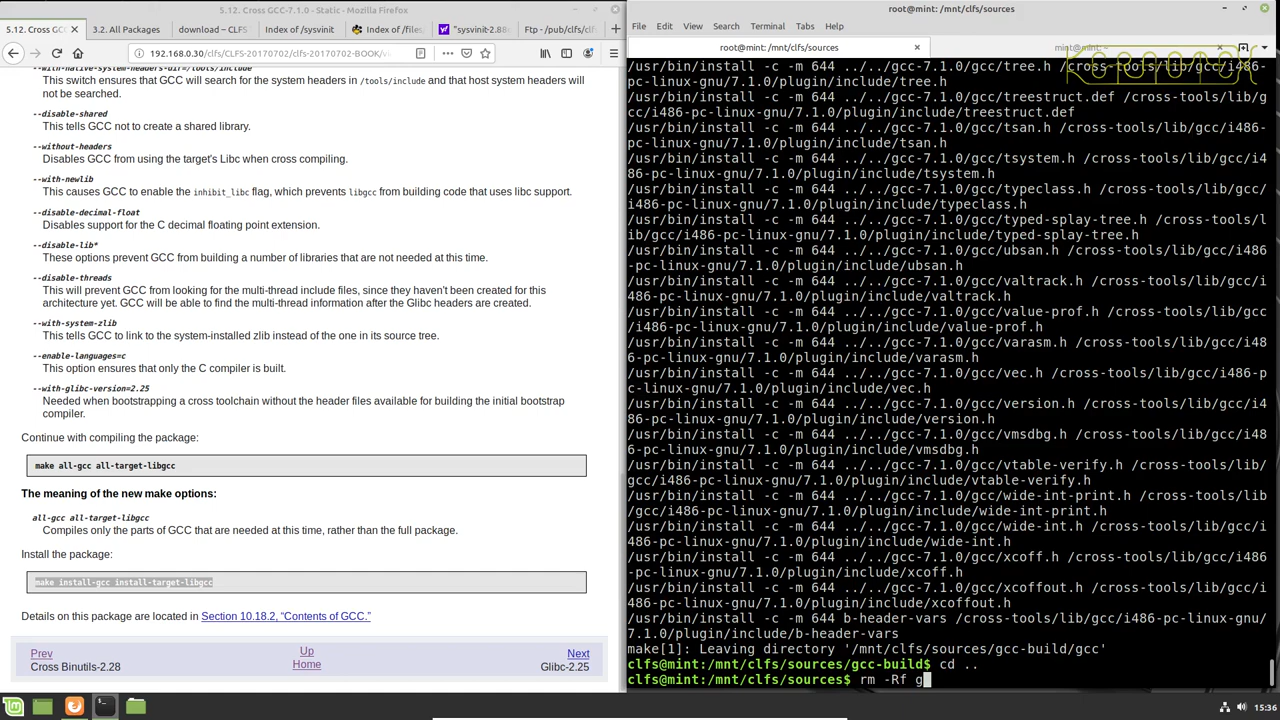 5.12. Cross GCC-7.1.0 - Static - Mozilla Firefox
5.12. Cross GCC
3.2. All Packages
download – CLFS
Index of /sysvinit
Index of /files
"sysvinit-2.88
Ftp - /pub/clfs/c
192.168.0.30/clfs/CLFS-20170702-BOOK/clfs-20170702-BOOK/
--with-native-system-headers-dir=/tools/include
This switch ensures that GCC will search for the system headers in /tools/include and that host system headers will
not be searched.
--disable-shared
This tells GCC not to create a shared library.
--without-headers
Disables GCC from using the target's Libc when cross compiling.
--with-newlib
This causes GCC to enable the inhibit_libc flag, which prevents libgcc from building code that uses libc support.
--disable-decimal-float
Disables support for the C decimal floating point extension.
--disable-lib*
These options prevent GCC from building a number of libraries that are not needed at this time.
--disable-threads
This will prevent GCC from looking for the multi-thread include files, since they haven't been created for this
architecture yet. GCC will be able to find the multi-thread information after the Glibc headers are created.
--with-system-zlib
This tells GCC to link to the system-installed zlib instead of the one in its source tree.
--enable-languages=c
This option ensures that only the C compiler is built.
--with-glibc-version=2.25
Needed when bootstrapping a cross toolchain without the header files available for building the initial bootstrap
compiler.
Continue with compiling the package:
make all-gcc all-target-libgcc
The meaning of the new make options:
all-gcc all-target-libgcc
Compiles only the parts of GCC that are needed at this time, rather than the full package.
Install the package:
make install-gcc install-target-libgcc
Details on this package are located in Section 10.18.2, “Contents of GCC.”
Prev
Up
Next
Cross Binutils-2.28
Home
Glibc-2.25
root@mint: /mnt/clfs/sources
File Edit View Search Terminal Tabs Help
root@mint: /mnt/clfs/sources
root@mint: ~
/usr/bin/install -c -m 644 ../../gcc-7.1.0/gcc/tree.h /cross-tools/lib/gcc/i486-
pc-linux-gnu/7.1.0/plugin/include/tree.h
/usr/bin/install -c -m 644 ../../gcc-7.1.0/gcc/treestruct.def /cross-tools/lib/g
cc/i486-pc-linux-gnu/7.1.0/plugin/include/treestruct.def
/usr/bin/install -c -m 644 ../../gcc-7.1.0/gcc/tsan.h /cross-tools/lib/gcc/i486-
pc-linux-gnu/7.1.0/plugin/include/tsan.h
/usr/bin/install -c -m 644 ../../gcc-7.1.0/gcc/tsystem.h /cross-tools/lib/gcc/i4
86-pc-linux-gnu/7.1.0/plugin/include/tsystem.h
/usr/bin/install -c -m 644 ../../gcc-7.1.0/gcc/typeclass.h /cross-tools/lib/gcc/
i486-pc-linux-gnu/7.1.0/plugin/include/typeclass.h
/usr/bin/install -c -m 644 ../../gcc-7.1.0/gcc/typed-splay-tree.h /cross-tools/l
ib/gcc/i486-pc-linux-gnu/7.1.0/plugin/include/typed-splay-tree.h
/usr/bin/install -c -m 644 ../../gcc-7.1.0/gcc/ubsan.h /cross-tools/lib/gcc/i486
-pc-linux-gnu/7.1.0/plugin/include/ubsan.h
/usr/bin/install -c -m 644 ../../gcc-7.1.0/gcc/valtrack.h /cross-tools/lib/gcc/i
486-pc-linux-gnu/7.1.0/plugin/include/valtrack.h
/usr/bin/install -c -m 644 ../../gcc-7.1.0/gcc/value-prof.h /cross-tools/lib/gcc
/i486-pc-linux-gnu/7.1.0/plugin/include/value-prof.h
/usr/bin/install -c -m 644 ../../gcc-7.1.0/gcc/varasm.h /cross-tools/lib/gcc/i48
6-pc-linux-gnu/7.1.0/plugin/include/varasm.h
/usr/bin/install -c -m 644 ../../gcc-7.1.0/gcc/vec.h /cross-tools/lib/gcc/i486-p
c-linux-gnu/7.1.0/plugin/include/vec.h
/usr/bin/install -c -m 644 ../../gcc-7.1.0/gcc/version.h /cross-tools/lib/gcc/i4
86-pc-linux-gnu/7.1.0/plugin/include/version.h
/usr/bin/install -c -m 644 ../../gcc-7.1.0/gcc/vmsdbg.h /cross-tools/lib/gcc/i48
6-pc-linux-gnu/7.1.0/plugin/include/vmsdbg.h
/usr/bin/install -c -m 644 ../../gcc-7.1.0/gcc/vtable-verify.h /cross-tools/lib/
gcc/i486-pc-linux-gnu/7.1.0/plugin/include/vtable-verify.h
/usr/bin/install -c -m 644 ../../gcc-7.1.0/gcc/wide-int-print.h /cross-tools/lib
/gcc/i486-pc-linux-gnu/7.1.0/plugin/include/wide-int-print.h
/usr/bin/install -c -m 644 ../../gcc-7.1.0/gcc/wide-int.h /cross-tools/lib/gcc/i
486-pc-linux-gnu/7.1.0/plugin/include/wide-int.h
/usr/bin/install -c -m 644 ../../gcc-7.1.0/gcc/xcoff.h /cross-tools/lib/gcc/i486
-pc-linux-gnu/7.1.0/plugin/include/xcoff.h
/usr/bin/install -c -m 644 ../../gcc-7.1.0/gcc/xcoffout.h /cross-tools/lib/gcc/i
486-pc-linux-gnu/7.1.0/plugin/include/xcoffout.h
/usr/bin/install -c -m 644 b-header-vars /cross-tools/lib/gcc/i486-pc-linux-gnu/
7.1.0/plugin/include/b-header-vars
make[1]: Leaving directory '/mnt/clfs/sources/gcc-build/gcc'
clfs@mint:/mnt/clfs/sources/gcc-build$ cd ..
clfs@mint:/mnt/clfs/sources$ rm -Rf g
15:36